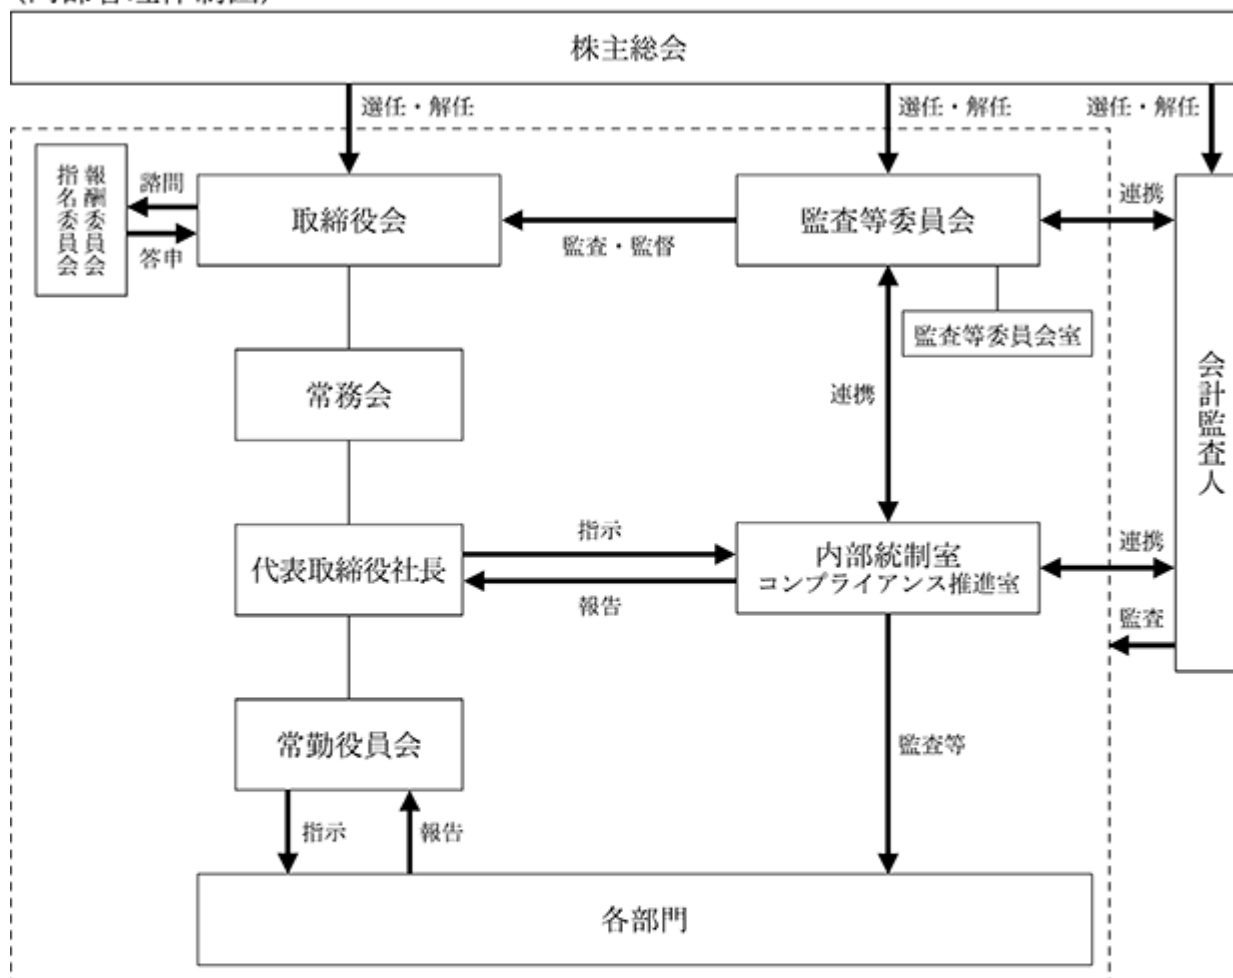 株主総会
選任・解任
選任・解任
選任・解任
報酬委員会
指名委員会
諮問
答申
取締役会
監査・監督
監査等委員会
連携
監査等委員会室
会計監査人
常務会
連携
代表取締役社長
指示
報告
内部統制室
コンプライアンス推進室
連携
監査
常勤役員会
監査等
指示
報告
各部門